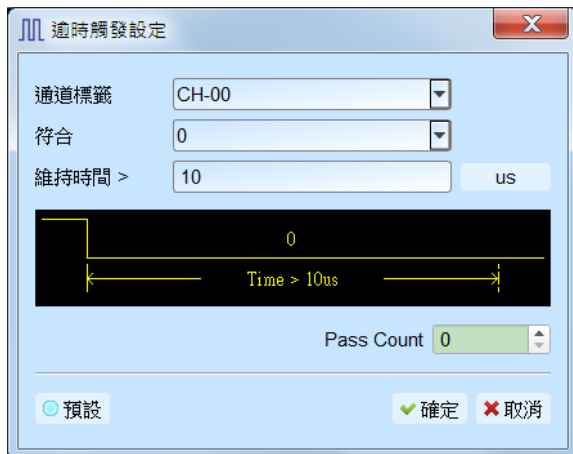 逾時觸發設定
通道標籤 CH-00
符合 0
維持時間 > 10 us
0
Time > 10us
Pass Count 0
預設 確定 取消